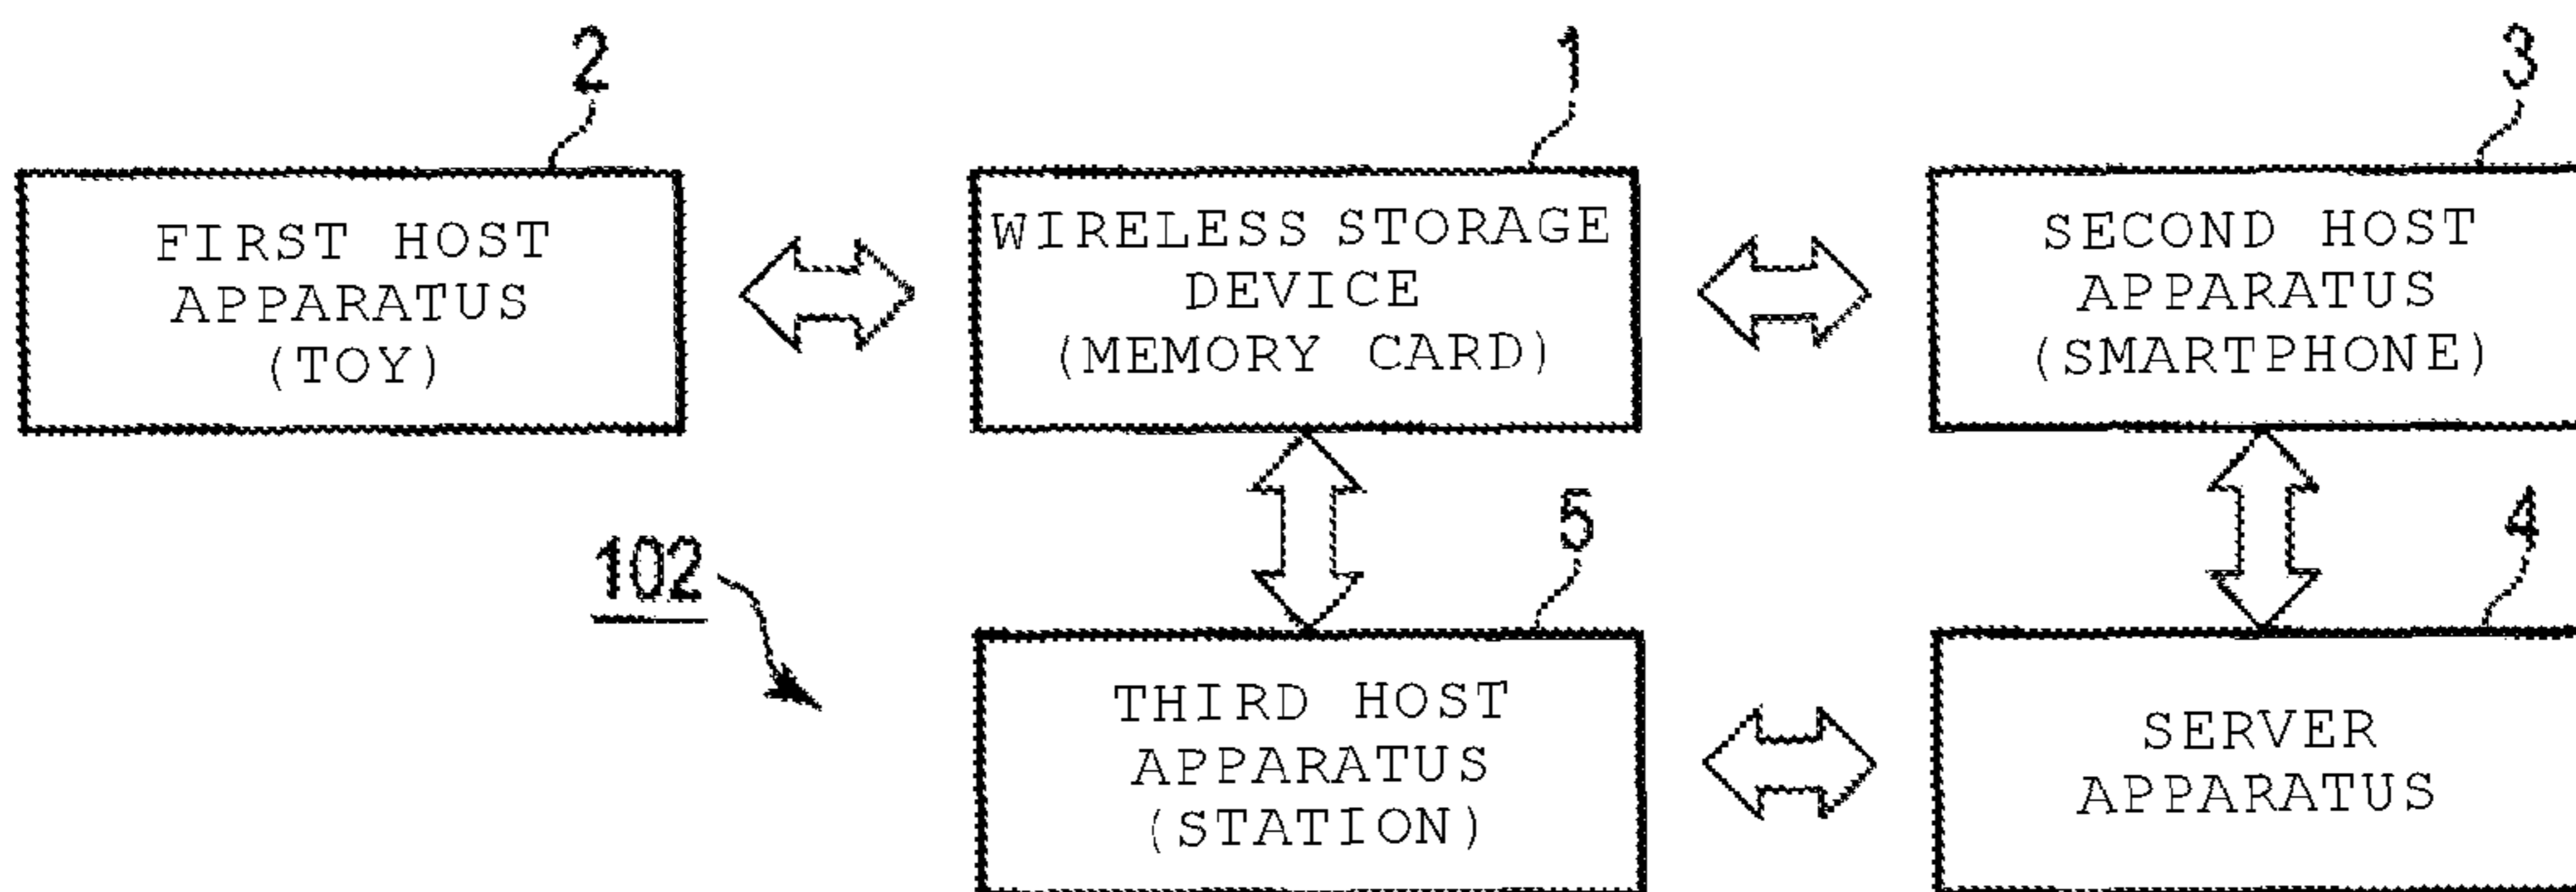 2
1
3
FIRST HOST
APPARATUS
(TOY)
WIRELESS STORAGE
DEVICE
(MEMORY CARD)
SECOND HOST
APPARATUS
(SMARTPHONE)
102
5
4
THIRD HOST
APPARATUS
(STATION)
SERVER
APPARATUS